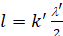 l = k' λ'/2